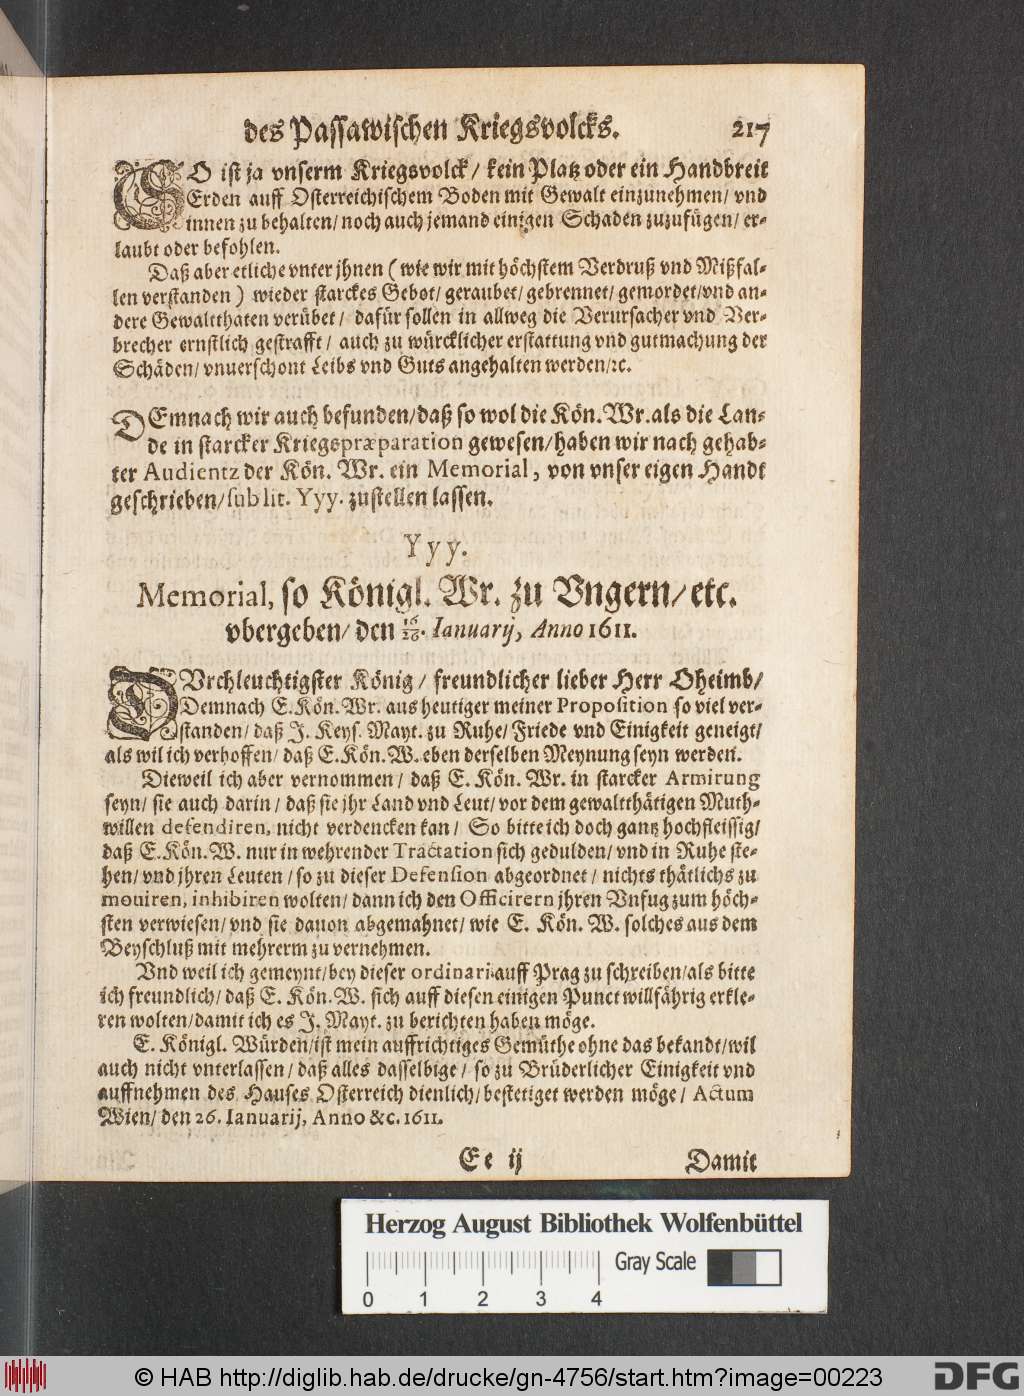 des Passawischen Kriegsvolcks. 217
SO ist ja vnserm Kriegsvolck / kein Platz oder ein Handbreit
Erden auff Osterreichischem Boden mit Gewalt einzunehmen / vnd
innen zu behalten / noch auch jemand einigen Schaden zuzufügen / er-
laubt oder befohlen.
Daß aber etliche vnter jhnen ( wie wir mit höchstem Verdruß vnd Mißfal-
len verstanden ) wieder starckes Gebot / geraubet / gebrennet / gemordet / vnd an-
dere Gewaltthaten verübet / dafür sollen in allweg die Verursacher vnd Ver-
brecher ernstlich gestrafft / auch zu würcklicher erstattung vnd gutmachung der
Schäden / vnuerschont Leibs vnd Guts angehalten werden / ꝛc.
DEmnach wir auch befunden / daß so wol die Kön. Wr. als die Lan-
de in starcker Kriegspræparation gewesen / haben wir nach gehab-
ter Audientz der Kön. Wr. ein Memorial, von vnser eigen Handt
geschrieben / sub lit. Yyy. zustellen lassen.
Yyy.
Memorial, so Königl. Wr. zu Vngern / etc.
vbergeben / den 16/26. Ianuarij, Anno 1611.
DVrchleuchtigster König / freundlicher lieber Herr Oheimb /
Demnach E. Kön. Wr. aus heutiger meiner Proposition so viel ver-
standen / daß J. Keys. Mayt. zu Ruhe / Friede vnd Einigkeit geneigt /
als wil ich verhoffen / daß E. Kön. W. eben derselben Meynung seyn werden.
Dieweil ich aber vernommen / daß E. Kön. Wr. in starcker Armirung
seyn / sie auch darin / daß sie jhr Land vnd Leut / vor dem gewaltthätigen Muth-
willen defendiren, nicht verdencken kan / So bitte ich doch gantz hochfleissig /
daß E. Kön. W. nur in wehrender Tractation sich gedulden / vnd in Ruhe ste-
hen / vnd jhren Leuten / so zu dieser Defension abgeordnet / nichts thätlichs zu
mouiren, inhibiren wolten / dann ich den Officirern jhren Vnfug zum höch-
sten verwiesen / vnd sie dauon abgemahnet / wie E. Kön. W. solches aus dem
Beyschluß mit mehrerm zu vernehmen.
Vnd weil ich gemeynt / bey dieser ordinari auff Prag zu schreiben / als bitte
ich freundlich / daß E. Kön. W. sich auff diesen einigen Punct willfährig erkle-
ren wolten / damit ich es J. Mayt. zu berichten haben möge.
E. Königl. Würden / ist mein auffrichtiges Gemüthe ohne das bekandt / wil
auch nicht vnterlassen / daß alles dasselbige / so zu Brüderlicher Einigkeit vnd
auffnehmen des Hauses Osterreich dienlich / bestetiget werden möge / Actum
Wien / den 26. Ianuarij, Anno &c. 1611.
Ee ij Damit
Herzog August Bibliothek Wolfenbüttel
Gray Scale
0 1 2 3 4
© HAB http://diglib.hab.de/drucke/gn-4756/start.htm?image=00223
DFG